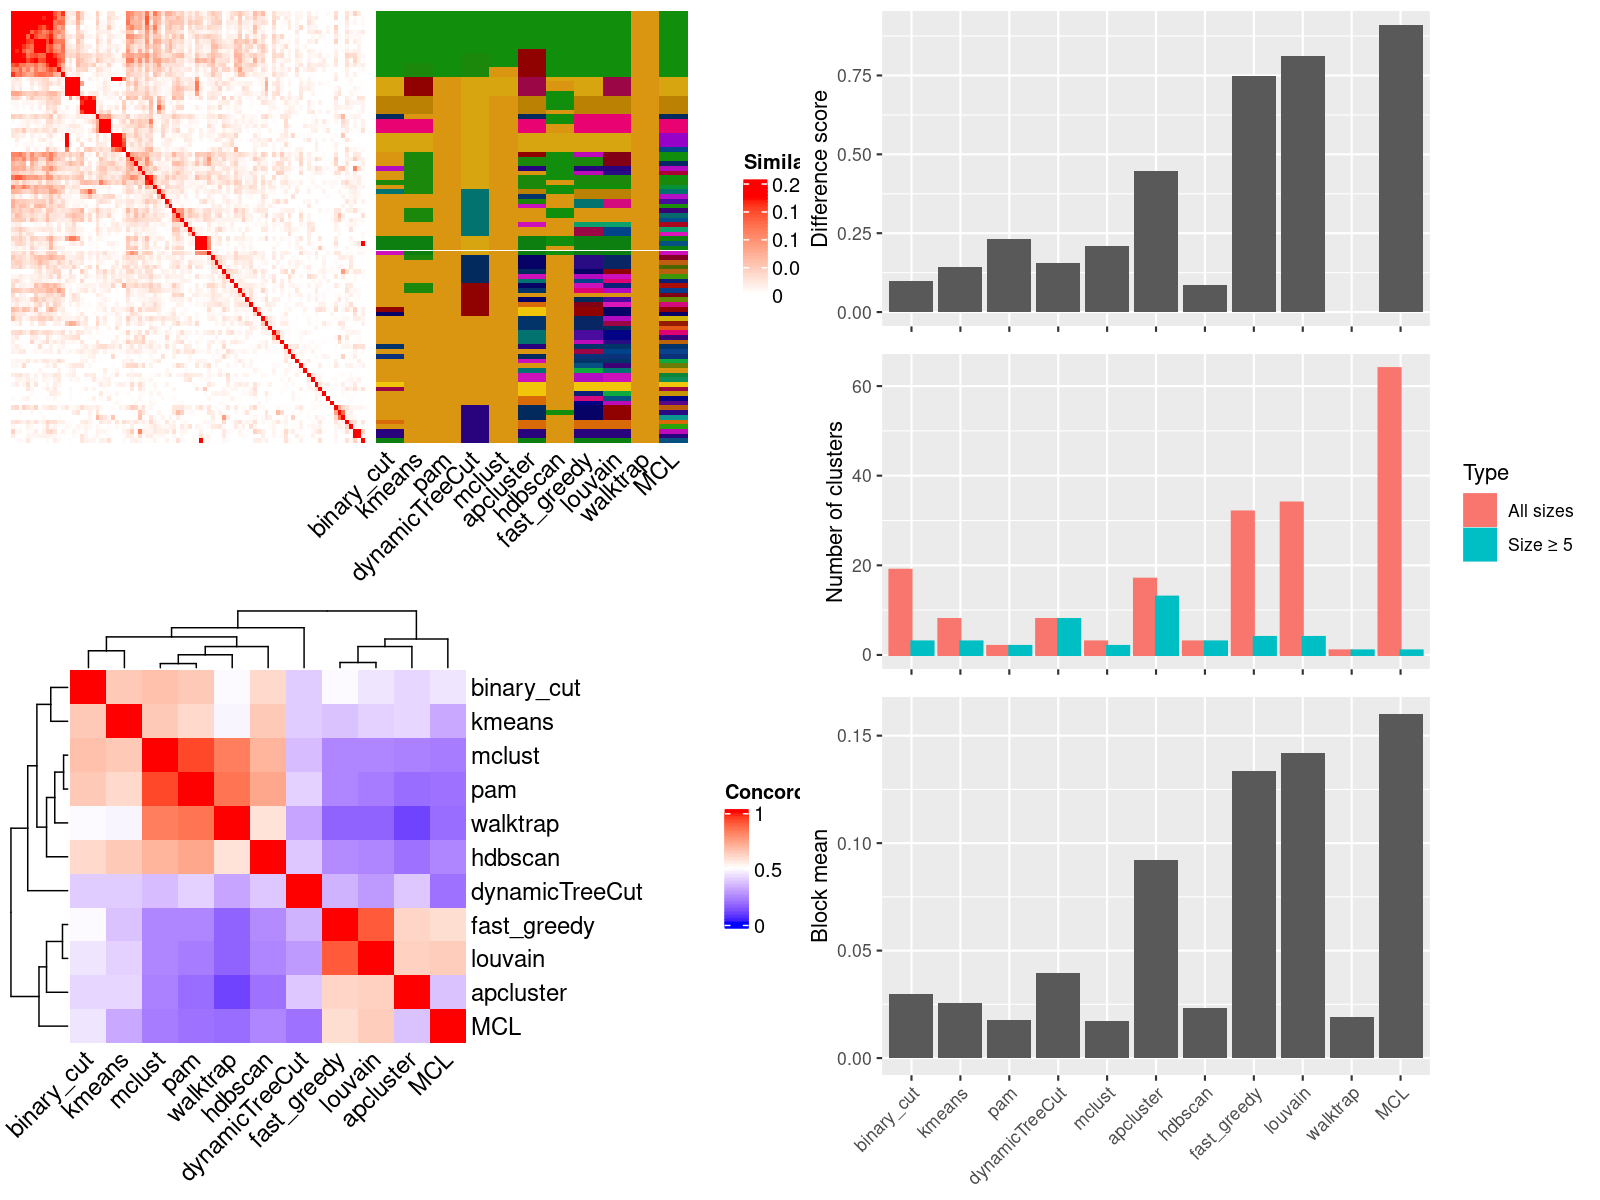 Simila
0.2
0.1
0.1
0.0
0
binary_cut
kmeans
pam
dynamicTreeCut
mclust
apcluster
hdbscan
fast_greedy
louvain
walktrap
MCL
binary_cut
kmeans
mclust
pam
walktrap
hdbscan
dynamicTreeCut
fast_greedy
louvain
apcluster
MCL
binary_cut
kmeans
mclust
pam
walktrap
hdbscan
dynamicTreeCut
fast_greedy
louvain
apcluster
MCL
Concord
1
0.5
0
Difference score
0.75
0.50
0.25
0.00
Number of clusters
60
40
20
0
Type
All sizes
Size ≥ 5
Block mean
0.15
0.10
0.05
0.00
binary_cut
kmeans
pam
dynamicTreeCut
mclust
apcluster
hdbscan
fast_greedy
louvain
walktrap
MCL